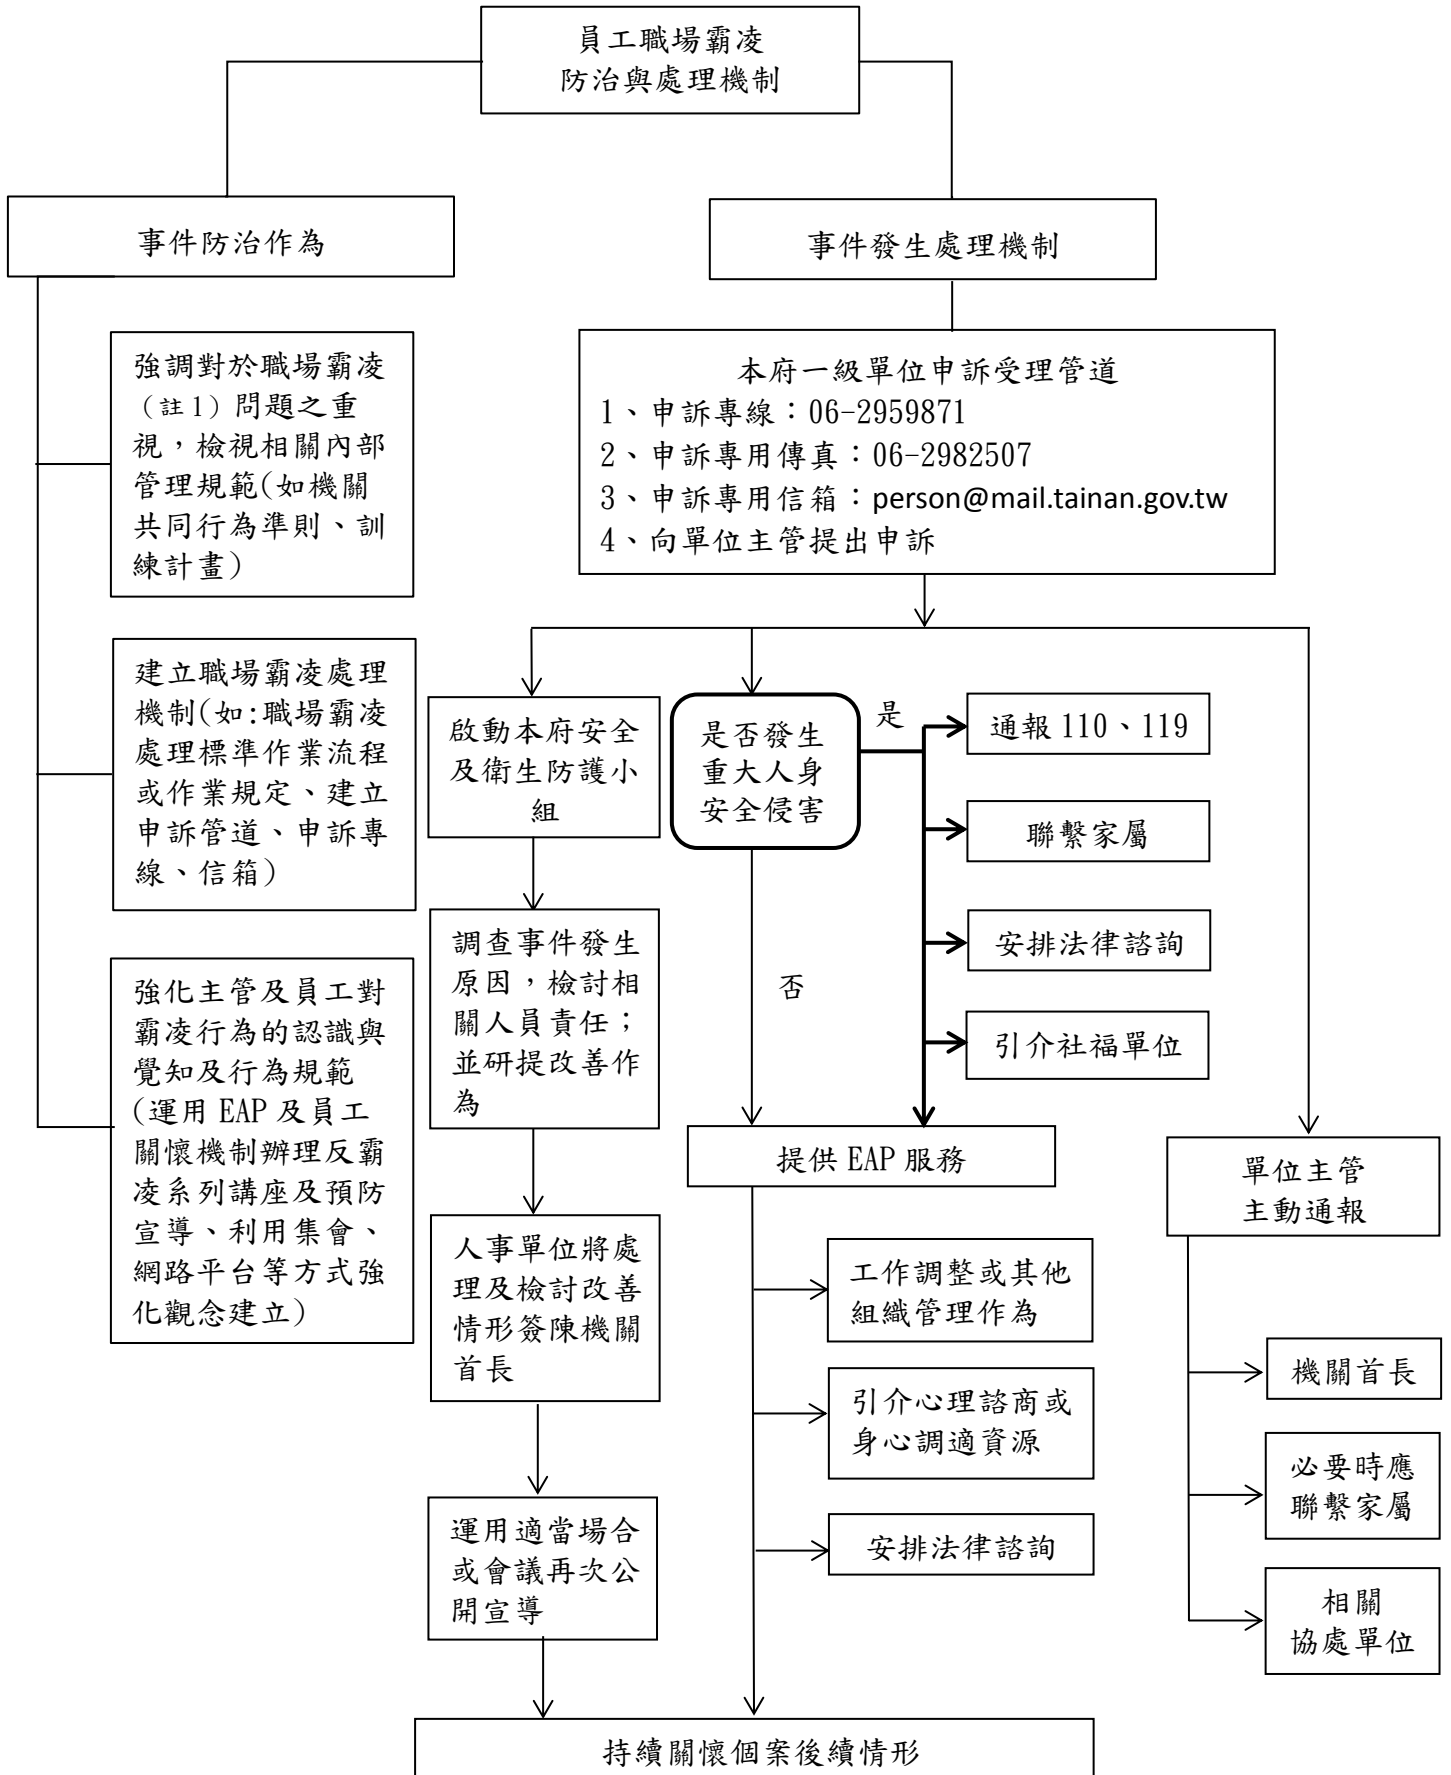 員工職場霸凌
防治與處理機制
事件防治作為
事件發生處理機制
強調對於職場霸凌
（註1）問題之重
視，檢視相關內部
管理規範(如機關
共同行為準則、訓
練計畫)
建立職場霸凌處理
機制(如:職場霸凌
處理標準作業流程
或作業規定、建立
申訴管道、申訴專
線、信箱)
強化主管及員工對
霸凌行為的認識與
覺知及行為規範
(運用 EAP 及員工
關懷機制辦理反霸
凌系列講座及預防
宣導、利用集會、
網路平台等方式強
化觀念建立)
本府一級單位申訴受理管道
1、申訴專線：06-2959871
2、申訴專用傳真：06-2982507
3、申訴專用信箱：person@mail.tainan.gov.tw
4、向單位主管提出申訴
啟動本府安全
及衛生防護小
組
調查事件發生
原因，檢討相
關人員責任；
並研提改善作
為
人事單位將處
理及檢討改善
情形簽陳機關
首長
運用適當場合
或會議再次公
開宣導
是否發生
重大人身
安全侵害
是
否
通報 110、119
聯繫家屬
安排法律諮詢
引介社福單位
提供 EAP 服務
工作調整或其他
組織管理作為
引介心理諮商或
身心調適資源
安排法律諮詢
單位主管
主動通報
機關首長
必要時應
聯繫家屬
相關
協處單位
持續關懷個案後續情形